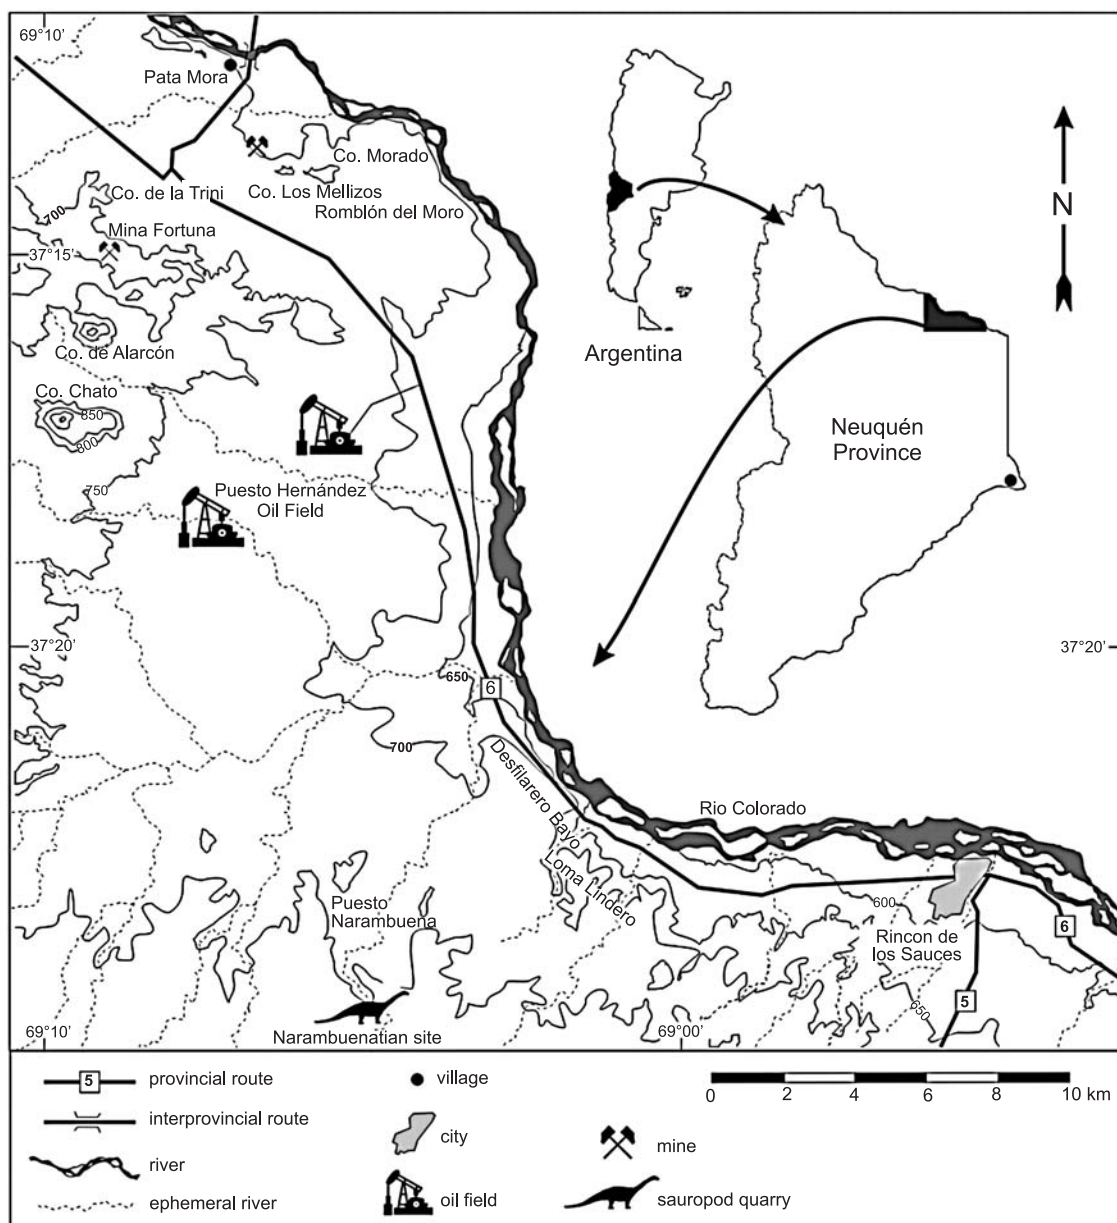 69°10'
Pata Mora
Co. Morado
Co. de la Trini
Co. Los Mellizos
Romblón del Moro
700
Mina Fortuna
N
37°15'
Co. de Alarcón
Argentina
Co. Chato
850
800
Neuquén
Province
750
Puesto Hernández
Oil Field
37°20'
37°20'
650
6
700
Desfilarero Bayo
Rio Colorado
Loma Lindero
Puesto
Narambuena
600
Rincon de
los Sauces
6
650
5
Narambuenatian site
69°10'
69°00'
5
provincial route
village
0
2
4
6
8
10 km
interprovincial route
city
mine
river
ephemeral river
oil field
sauropod quarry